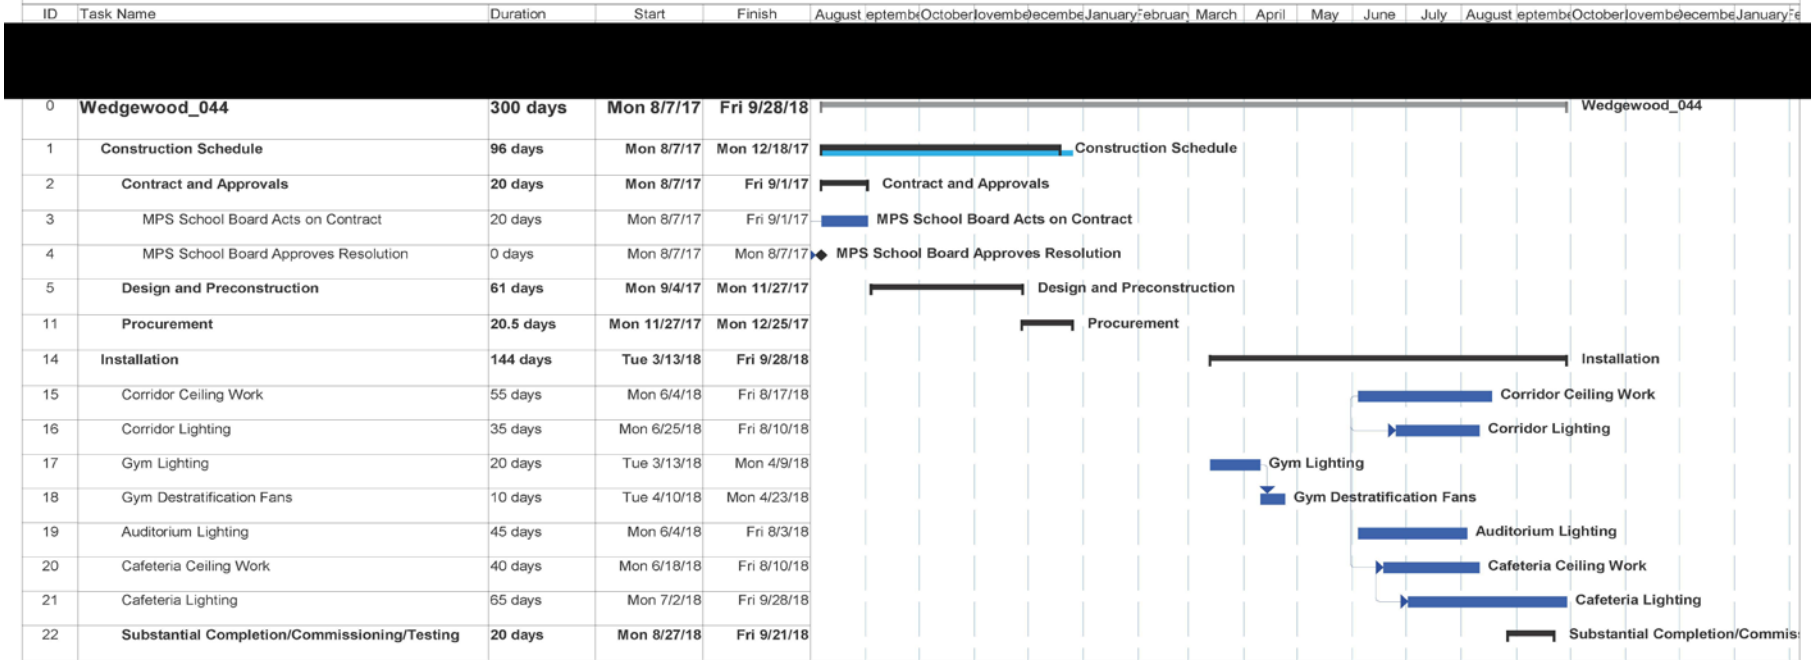 ID Task Name Duration Start Finish August eptembe October lovembe ecembe January ebruary March April May June July August eptembe October lovembe ecembe January Fe
0 Wedgewood_044 300 days Mon 8/7/17 Fri 9/28/18 Wedgewood_044
1 Construction Schedule 96 days Mon 8/7/17 Mon 12/18/17 Construction Schedule
2 Contract and Approvals 20 days Mon 8/7/17 Fri 9/1/17 Contract and Approvals
3 MPS School Board Acts on Contract 20 days Mon 8/7/17 Fri 9/1/17 MPS School Board Acts on Contract
4 MPS School Board Approves Resolution 0 days Mon 8/7/17 Mon 8/7/17 MPS School Board Approves Resolution
5 Design and Preconstruction 61 days Mon 9/4/17 Mon 11/27/17 Design and Preconstruction
11 Procurement 20.5 days Mon 11/27/17 Mon 12/25/17 Procurement
14 Installation 144 days Tue 3/13/18 Fri 9/28/18 Installation
15 Corridor Ceiling Work 55 days Mon 6/4/18 Fri 8/17/18 Corridor Ceiling Work
16 Corridor Lighting 35 days Mon 6/25/18 Fri 8/10/18 Corridor Lighting
17 Gym Lighting 20 days Tue 3/13/18 Mon 4/9/18 Gym Lighting
18 Gym Destratification Fans 10 days Tue 4/10/18 Mon 4/23/18 Gym Destratification Fans
19 Auditorium Lighting 45 days Mon 6/4/18 Fri 8/3/18 Auditorium Lighting
20 Cafeteria Ceiling Work 40 days Mon 6/18/18 Fri 8/10/18 Cafeteria Ceiling Work
21 Cafeteria Lighting 65 days Mon 7/2/18 Fri 9/28/18 Cafeteria Lighting
22 Substantial Completion/Commissioning/Testing 20 days Mon 8/27/18 Fri 9/21/18 Substantial Completion/Commis